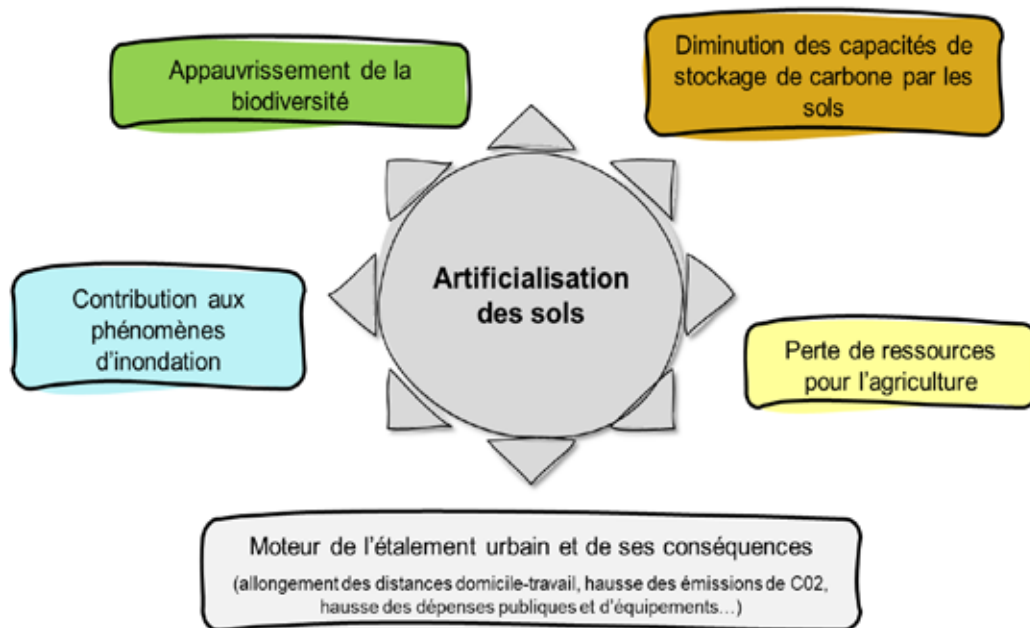 Appauvrissement de la
biodiversité
Diminution des capacités de
stockage de carbone par les
sols
Artificialisation
des sols
Contribution aux
phénomènes
d'inondation
Perte de ressources
pour l'agriculture
Moteur de l'étalement urbain et de ses conséquences
(allongement des distances domicile-travail, hausse des émissions de C02,
hausse des dépenses publiques et d'équipements…)